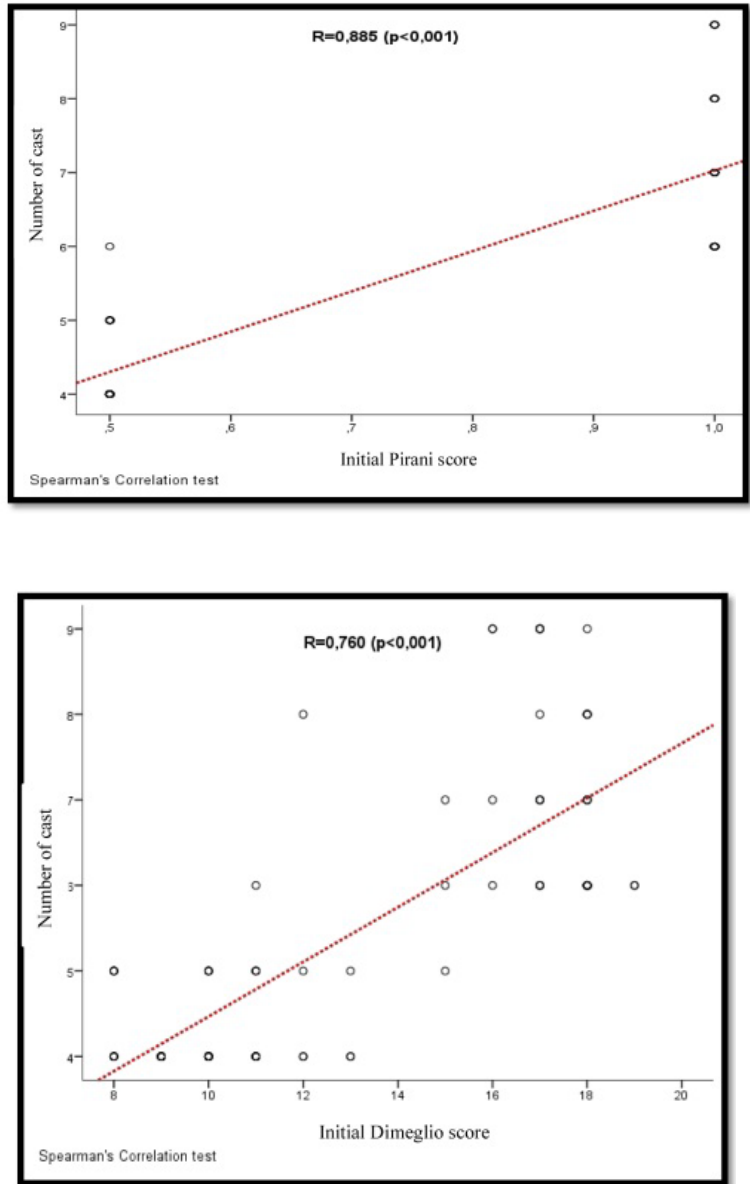 R=0,885 (p<0,001)
9
8
7
6
5
4
Number of cast
,5 ,6 ,7 ,8 ,9 1,0
Initial Pirani score
Spearman's Correlation test
R=0,760 (p<0,001)
9
8
7
5
4
Number of cast
8 10 12 14 16 18 20
Initial Dimeglio score
Spearman's Correlation test